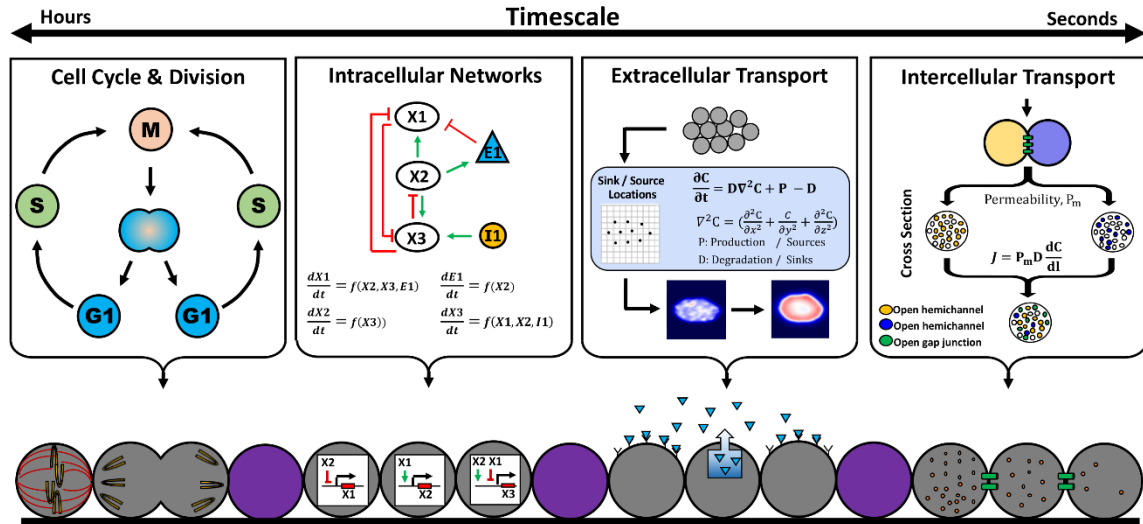 Hours
Timescale
Seconds
Cell Cycle & Division
M
S
S
G1
G1
Intracellular Networks
X1
E1
X2
X3
I1
dX1/dt = f(X2, X3, E1)
dE1/dt = f(X2)
dX2/dt = f(X3))
dX3/dt = f(X1, X2, I1)
Extracellular Transport
Sink / Source
Locations
∂C/∂t = D∇²C + P − D
∇²C = (∂²C/∂x² + C/∂y² + ∂²C/∂z²)
P: Production / Sources
D: Degradation / Sinks
Intercellular Transport
Permeability, Pₘ
Cross Section
J = PₘD dC/dl
Open hemichannel
Open hemichannel
Open gap junction
X2
X1
X1
X2
X2 X1
X3